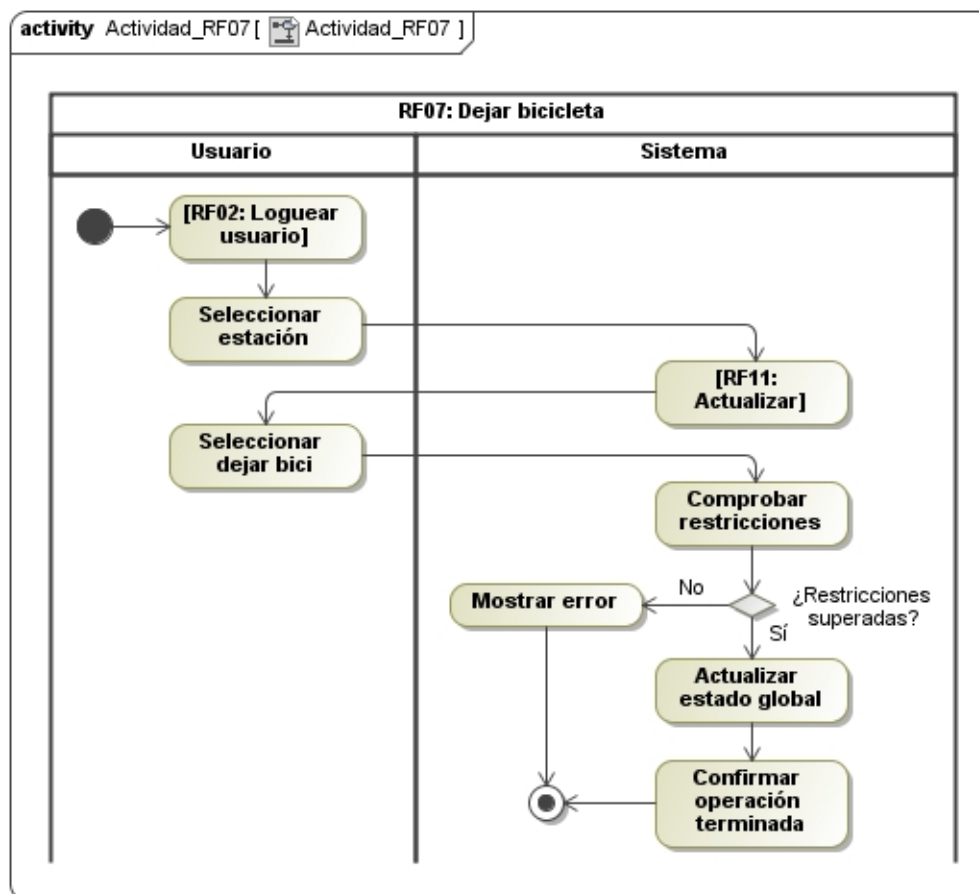 activity Actividad_RF07 [ Actividad_RF07 ]
RF07: Dejar bicicleta
Usuario
Sistema
[RF02: Loguear
usuario]
Seleccionar
estación
[RF11:
Actualizar]
Seleccionar
dejar bici
Comprobar
restricciones
¿Restricciones
superadas?
No
Mostrar error
Sí
Actualizar
estado global
Confirmar
operación
terminada